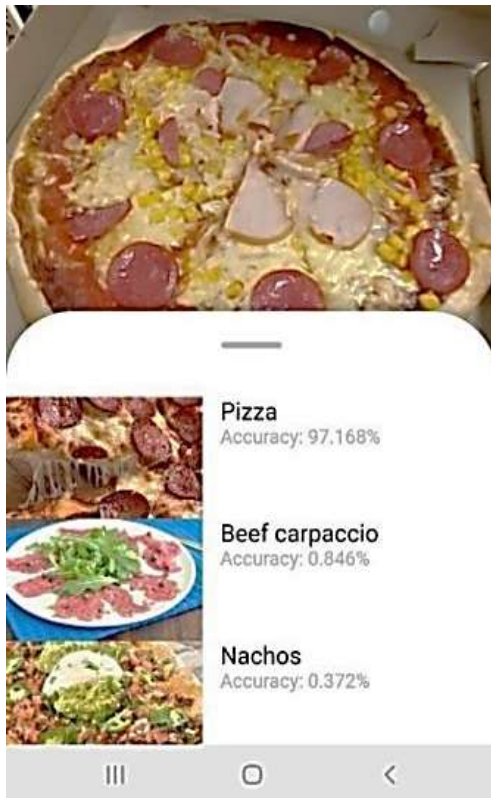 Pizza
Accuracy: 97.168%
Beef carpaccio
Accuracy: 0.846%
Nachos
Accuracy: 0.372%